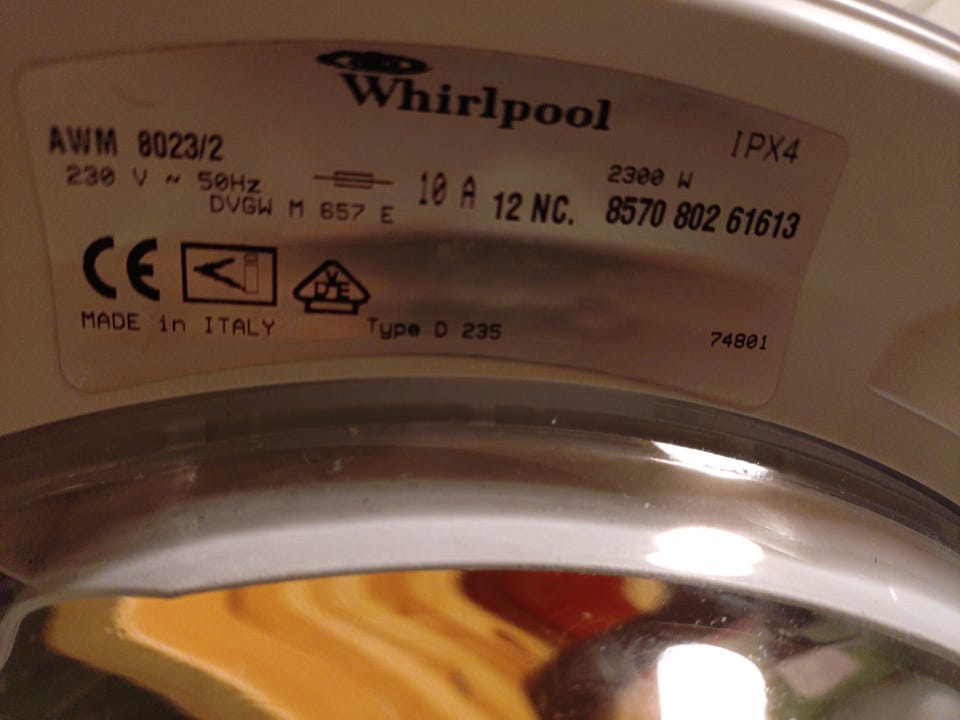 Whirlpool
IPX4
AWM 8023/2
230 V ~ 50Hz 10 A 2300 W
DVGW M 657 E 12 NC. 8570 802 61613
CE
VDE
MADE in ITALY Type D 235 74801